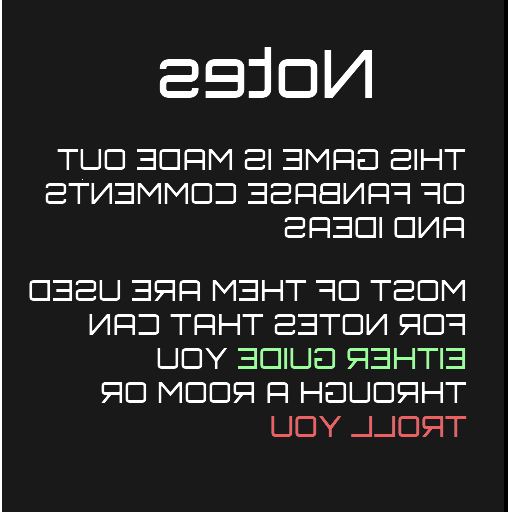 Notes
THIS GAME IS MADE OUT
OF FANBASE COMMENTS
AND IDEAS
MOST OF THEM ARE USED
FOR NOTES THAT CAN
EITHER GUIDE YOU
THROUGH A ROOM OR
TROLL YOU